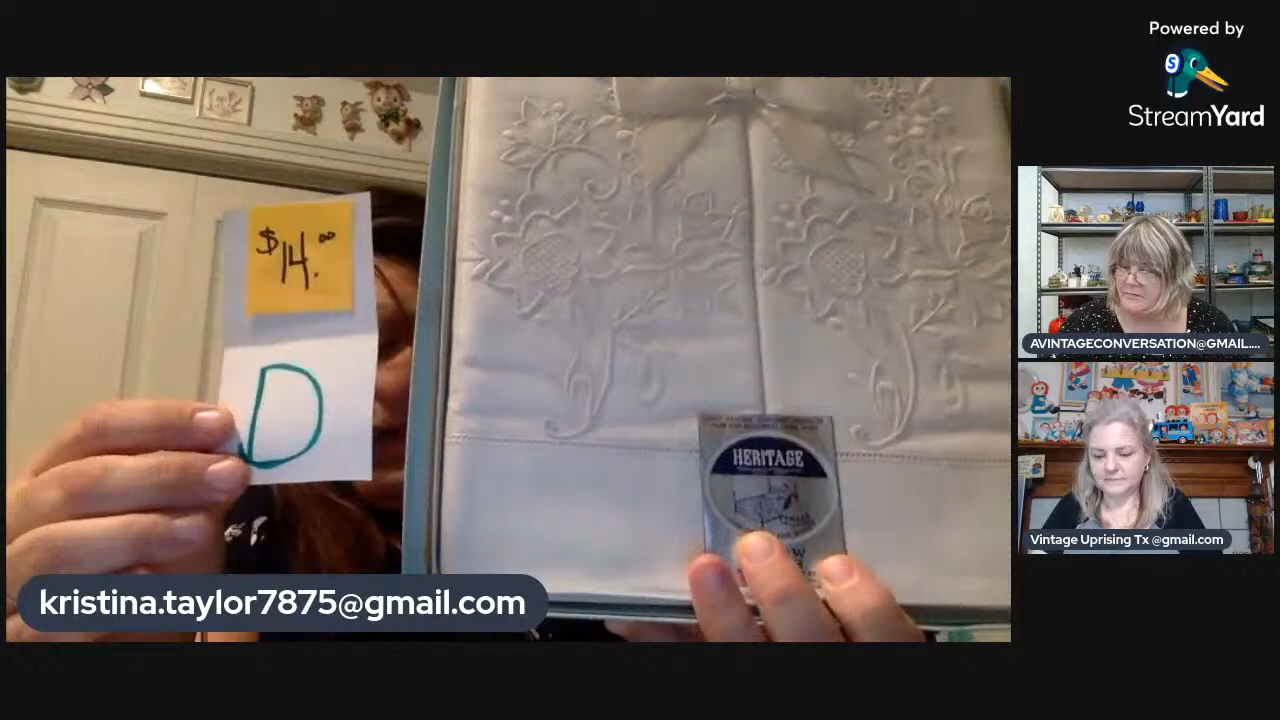 Powered by
StreamYard
$14.00
D
HERITAGE
kristina.taylor7875@gmail.com
AVINTAGECONVERSATION@GMAIL....
Vintage Uprising Tx @gmail.com